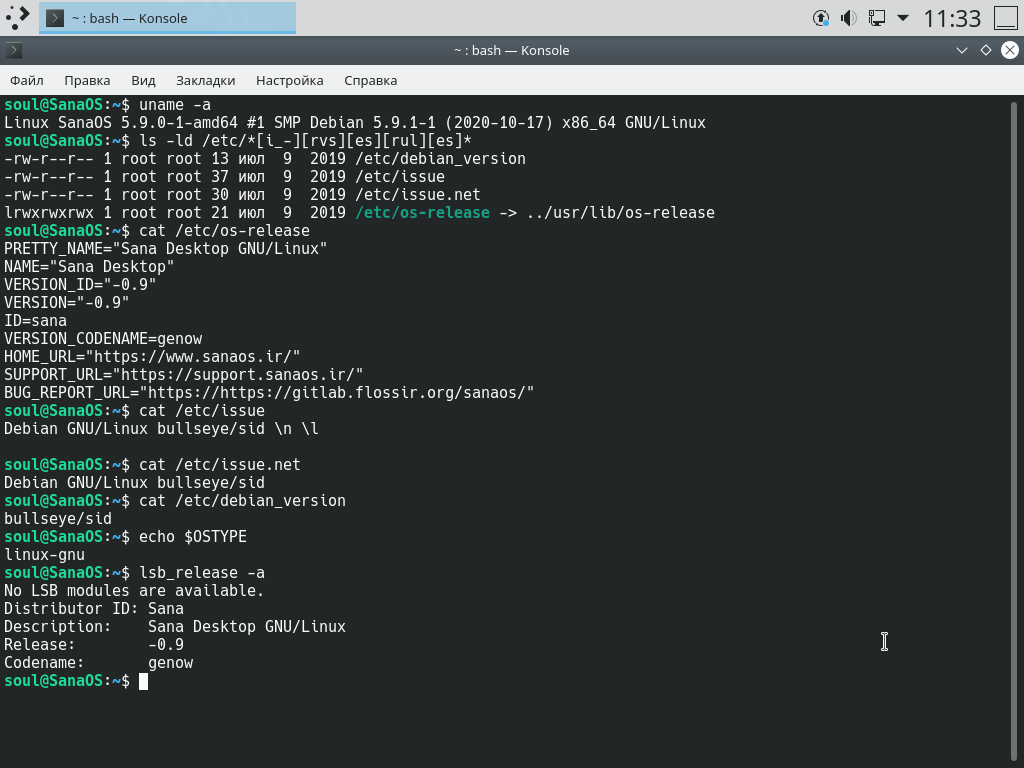 ~ : bash — Konsole
11:33
~ : bash — Konsole
Файл Правка Вид Закладки Настройка Справка
soul@SanaOS:~$ uname -a
Linux SanaOS 5.9.0-1-amd64 #1 SMP Debian 5.9.1-1 (2020-10-17) x86_64 GNU/Linux
soul@SanaOS:~$ ls -ld /etc/*[i_-][rvs][es][rul][es]*
-rw-r--r-- 1 root root 13 июл  9  2019 /etc/debian_version
-rw-r--r-- 1 root root 37 июл  9  2019 /etc/issue
-rw-r--r-- 1 root root 30 июл  9  2019 /etc/issue.net
lrwxrwxrwx 1 root root 21 июл  9  2019 /etc/os-release -> ../usr/lib/os-release
soul@SanaOS:~$ cat /etc/os-release
PRETTY_NAME="Sana Desktop GNU/Linux"
NAME="Sana Desktop"
VERSION_ID="-0.9"
VERSION="-0.9"
ID=sana
VERSION_CODENAME=genow
HOME_URL="https://www.sanaos.ir/"
SUPPORT_URL="https://support.sanaos.ir/"
BUG_REPORT_URL="https://https://gitlab.flossir.org/sanaos/"
soul@SanaOS:~$ cat /etc/issue
Debian GNU/Linux bullseye/sid \n \l

soul@SanaOS:~$ cat /etc/issue.net
Debian GNU/Linux bullseye/sid
soul@SanaOS:~$ cat /etc/debian_version
bullseye/sid
soul@SanaOS:~$ echo $OSTYPE
linux-gnu
soul@SanaOS:~$ lsb_release -a
No LSB modules are available.
Distributor ID: Sana
Description:    Sana Desktop GNU/Linux
Release:        -0.9
Codename:       genow
soul@SanaOS:~$